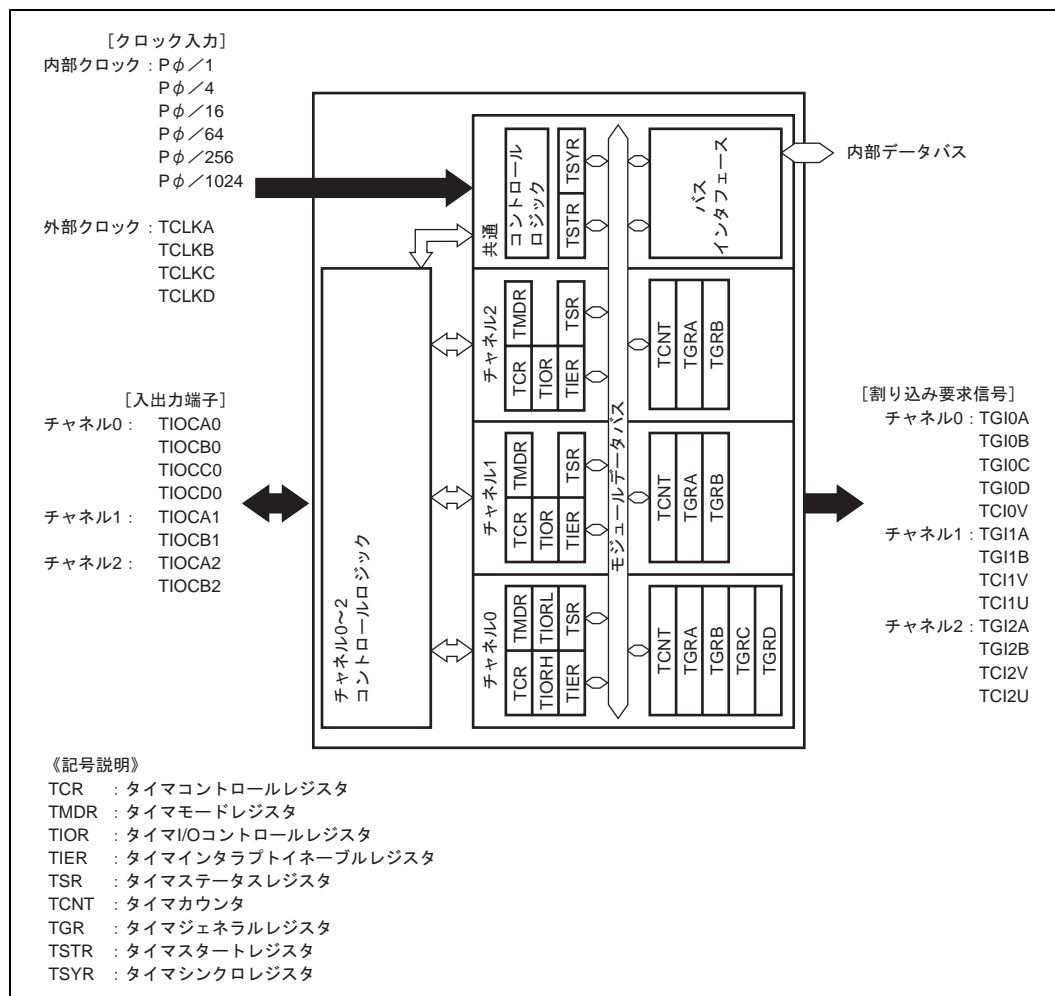 [クロック入力]
内部クロック：Pφ／1
Pφ／4
Pφ／16
Pφ／64
Pφ／256
Pφ／1024
外部クロック：TCLKA
TCLKB
TCLKC
TCLKD
[入出力端子]
チャネル0： TIOCA0
TIOCB0
TIOCC0
TIOCD0
チャネル1： TIOCA1
TIOCB1
チャネル2： TIOCA2
TIOCB2
チャネル0～2
コントロールロジック
共通
コントロール
ロジック
TSTR
TSYR
バス
インタフェース
内部データバス
モジュールデータバス
チャネル2
TCR
TMDR
TIOR
TIER
TSR
TCNT
TGRA
TGRB
チャネル1
TCR
TMDR
TIOR
TIER
TSR
TCNT
TGRA
TGRB
チャネル0
TCR
TMDR
TIORH
TIORL
TIER
TSR
TCNT
TGRA
TGRB
TGRC
TGRD
[割り込み要求信号]
チャネル0：TGI0A
TGI0B
TGI0C
TGI0D
TCI0V
チャネル1：TGI1A
TGI1B
TCI1V
TCI1U
チャネル2：TGI2A
TGI2B
TCI2V
TCI2U
《記号説明》
TCR ：タイマコントロールレジスタ
TMDR ：タイマモードレジスタ
TIOR ：タイマI/Oコントロールレジスタ
TIER ：タイマインタラプトイネーブルレジスタ
TSR ：タイマステータスレジスタ
TCNT ：タイマカウンタ
TGR ：タイマジェネラルレジスタ
TSTR ：タイマスタートレジスタ
TSYR ：タイマシンクロレジスタ